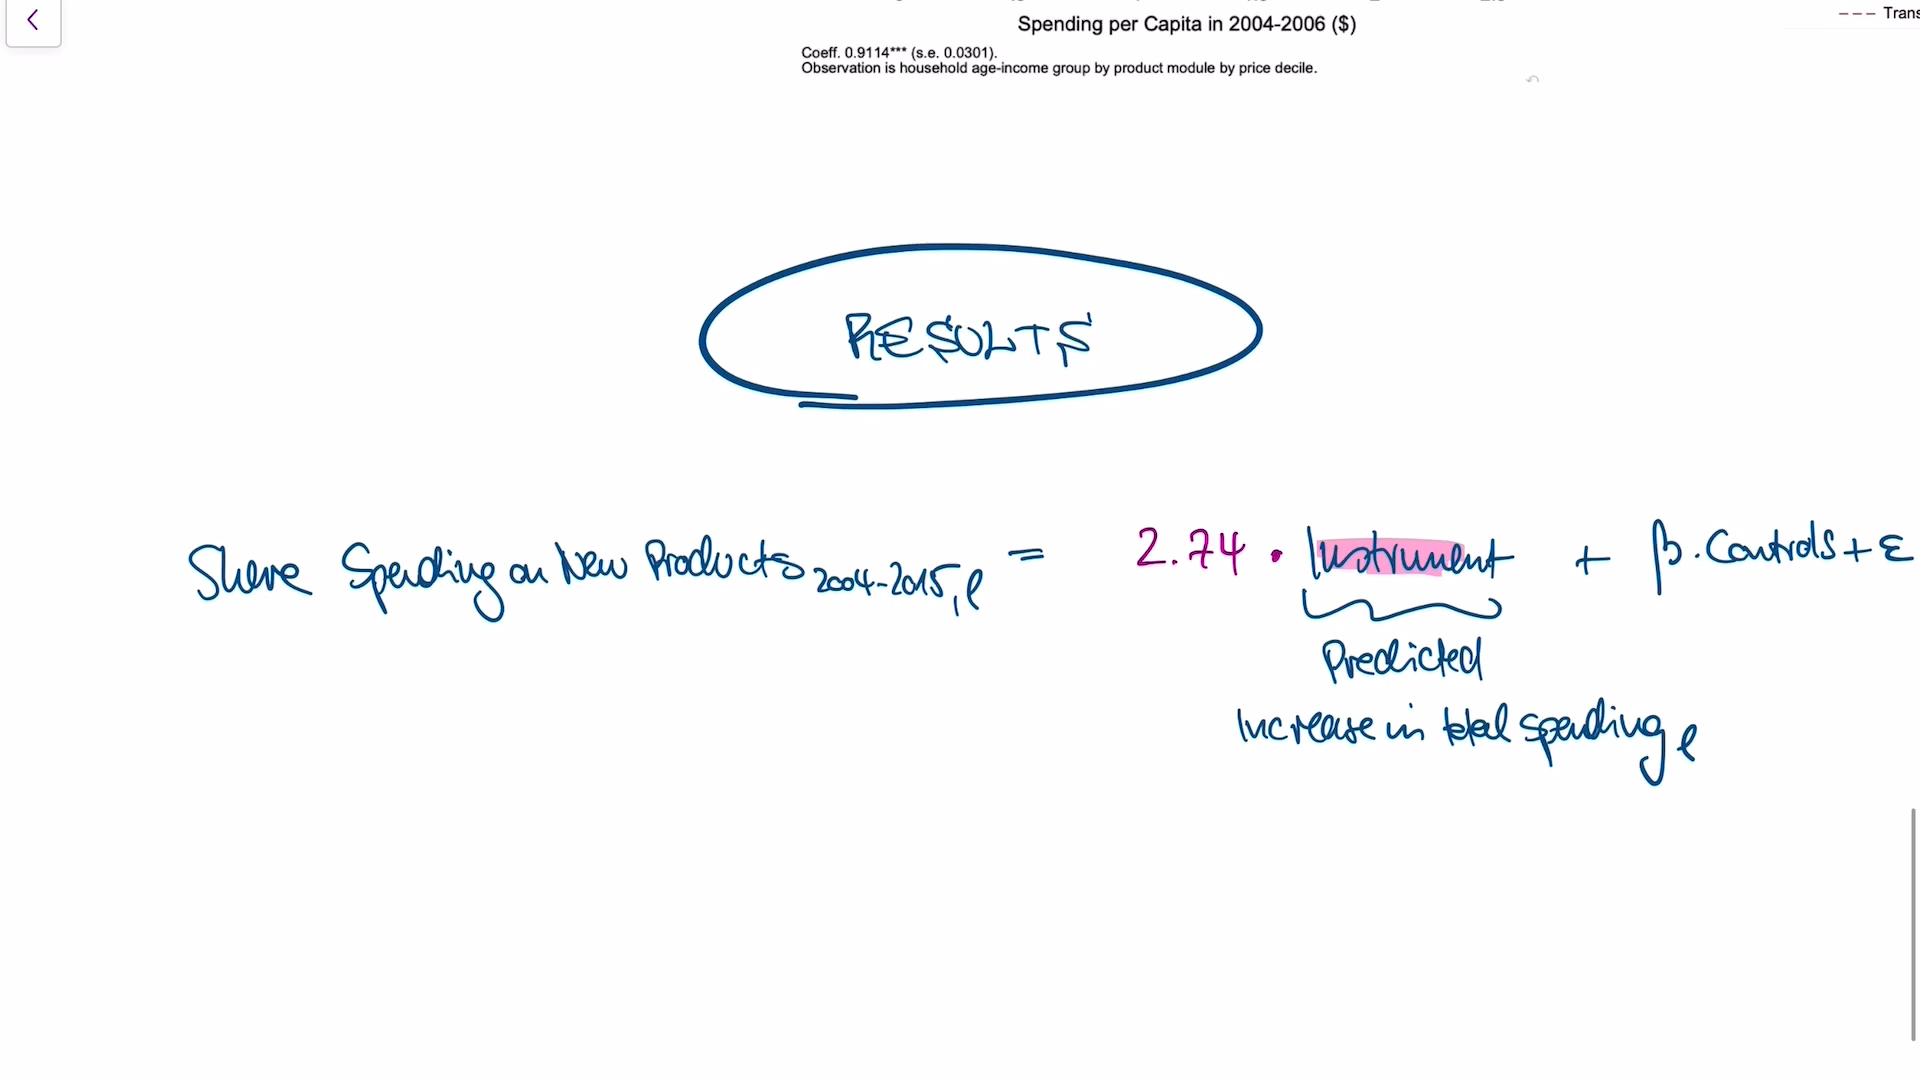 Spending per Capita in 2004-2006 ($)
Trans
Coeff. 0.9114*** (s.e. 0.0301).
Observation is household age-income group by product module by price decile.
RESULTS
Share Spending on New Products 2004-2015, ℓ = 2.74 · Instrument + β · Controls + ε
Predicted
Increase in total spending ℓ